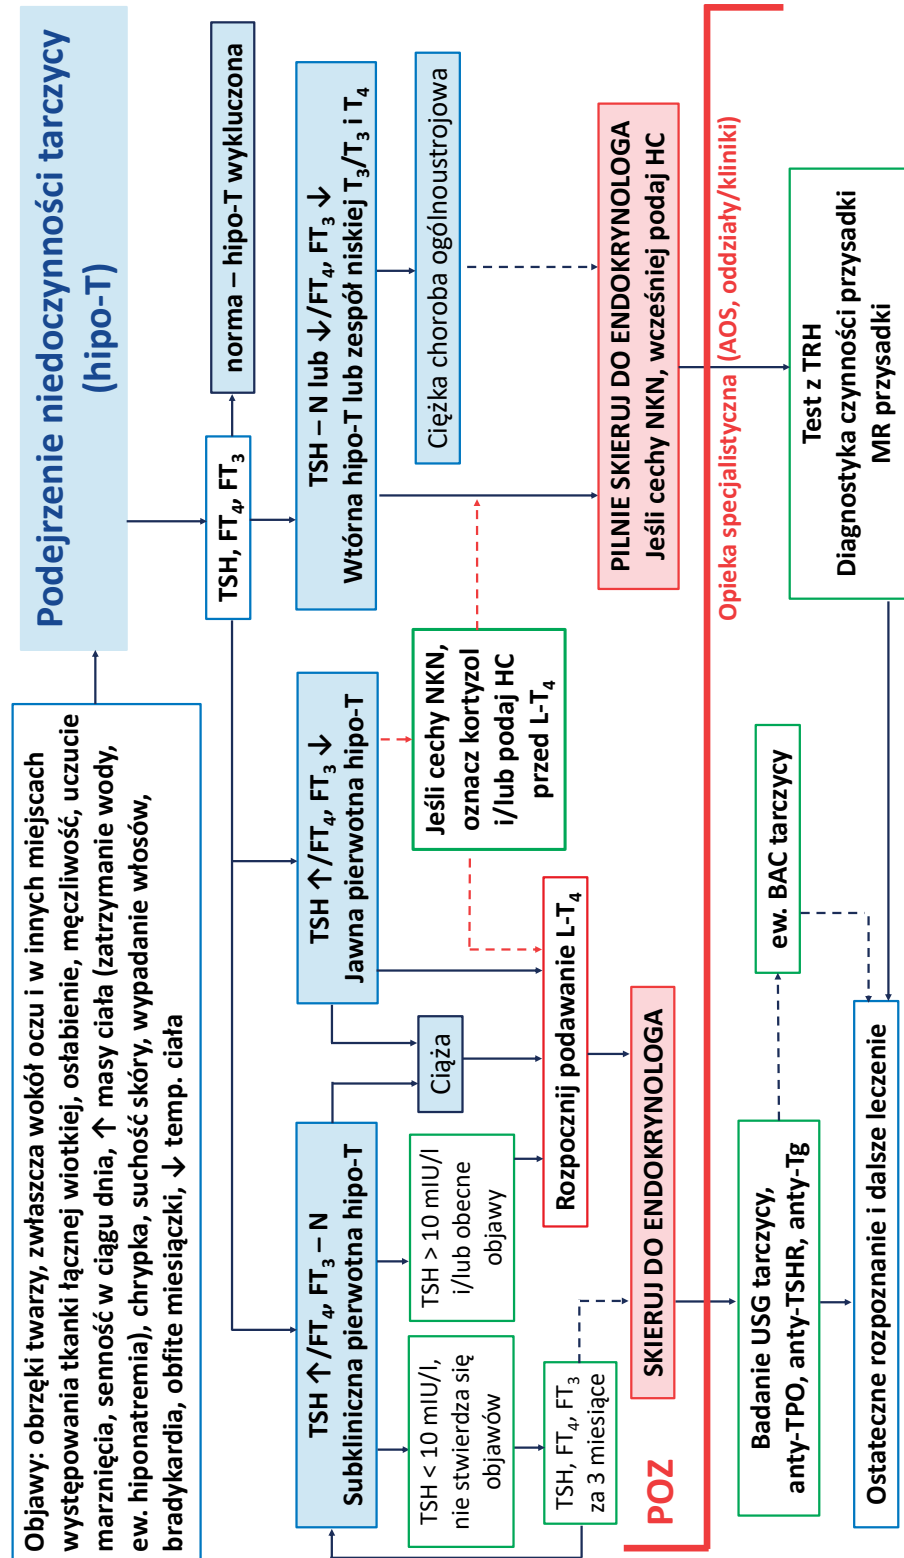 Objawy: obrzęki twarzy, zwłaszcza wokół oczu i w innych miejscach
występowania tkanki łącznej wiotkiej, osłabienie, męczliwość, uczucie
marznięcia, senność w ciągu dnia, ↑ masy ciała (zatrzymanie wody,
ew. hiponatremia), chrypka, suchość skóry, wypadanie włosów,
bradykardia, obfite miesiączki, ↓ temp. ciała
Podejrzenie niedoczynności tarczycy
(hipo-T)
TSH, FT₄, FT₃
norma – hipo-T wykluczona
TSH ↑/FT₄, FT₃ – N
Subkliniczna pierwotna hipo-T
TSH ↑/FT₄, FT₃ ↓
Jawna pierwotna hipo-T
TSH – N lub ↓/FT₄, FT₃ ↓
Wtórna hipo-T lub zespół niskiej T₃/T₃ i T₄
TSH < 10 mIU/l,
nie stwierdza się
objawów
TSH > 10 mIU/l
i/lub obecne
objawy
Ciąża
Jeśli cechy NKN,
oznacz kortyzol
i/lub podaj HC
przed L-T₄
Ciężka choroba ogólnoustrojowa
TSH, FT₄, FT₃
za 3 miesiące
Rozpocznij podawanie L-T₄
SKIERUJ DO ENDOKRYNOLOGA
PILNIE SKIERUJ DO ENDOKRYNOLOGA
Jeśli cechy NKN, wcześniej podaj HC
POZ
Opieka specjalistyczna (AOS, oddziały/kliniki)
Badanie USG tarczycy,
anty-TPO, anty-TSHR, anty-Tg
ew. BAC tarczycy
Test z TRH
Diagnostyka czynności przysadki
MR przysadki
Ostateczne rozpoznanie i dalsze leczenie